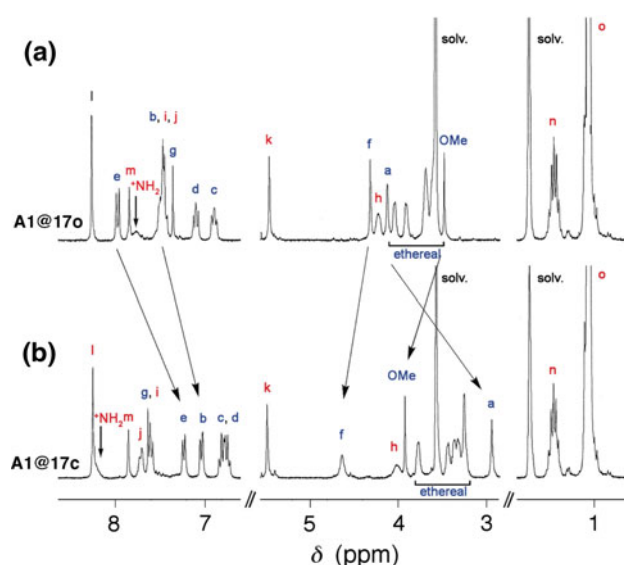 (a)
solv.
solv.
o
l
b, i, j
k
f
OMe
n
e
m
+NH2
g
a
h
d
c
A1@17o
ethereal
(b)
solv.
solv.
o
l
k
OMe
n
+NH2
m
g, i
a
j
e
b
c, d
f
h
A1@17c
ethereal
8
7
5
4
3
1
δ (ppm)